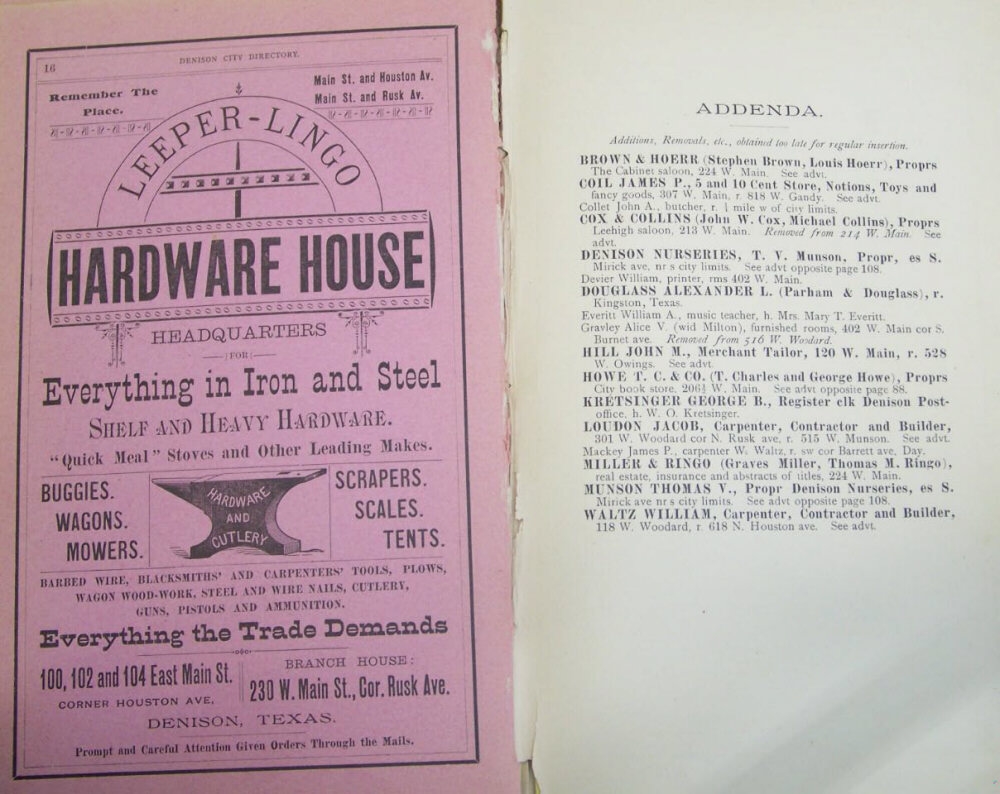 16
DENISON CITY DIRECTORY.
Remember The
Place.
Main St. and Houston Av.
Main St. and Rusk Av.
LEEPER-LINGO
HARDWARE HOUSE
HEADQUARTERS
FOR
Everything in Iron and Steel
SHELF AND HEAVY HARDWARE.
"Quick Meal" Stoves and Other Leading Makes.
BUGGIES.
WAGONS.
MOWERS.
HARDWARE
AND
CUTLERY
SCRAPERS.
SCALES.
TENTS.
BARBED WIRE, BLACKSMITHS' AND CARPENTERS' TOOLS, PLOWS,
WAGON WOOD-WORK, STEEL AND WIRE NAILS, CUTLERY,
GUNS, PISTOLS AND AMMUNITION.
Everything the Trade Demands
100, 102 and 104 East Main St.
CORNER HOUSTON AVE,
BRANCH HOUSE:
230 W. Main St., Cor. Rusk Ave.
DENISON, TEXAS.
Prompt and Careful Attention Given Orders Through the Mails.
ADDENDA.
Additions, Removals, etc., obtained too late for regular insertion.
BROWN & HOERR (Stephen Brown, Louis Hoerr), Proprs
The Cabinet saloon, 224 W. Main. See advt.
COIL JAMES P., 5 and 10 Cent Store, Notions, Toys and
fancy goods, 307 W. Main, r. 818 W. Gandy. See advt.
Collet John A., butcher, r. ½ mile w of city limits.
COX & COLLINS (John W. Cox, Michael Collins), Proprs
Leehigh saloon, 213 W. Main. Removed from 214 W. Main. See
advt.
DENISON NURSERIES, T. V. Munson, Propr, es S.
Mirick ave, nr s city limits. See advt opposite page 108.
Devier William, printer, rms 402 W. Main.
DOUGLASS ALEXANDER L. (Parham & Douglass), r.
Kingston, Texas.
Everitt William A., music teacher, h. Mrs. Mary T. Everitt.
Gravley Alice V. (wid Milton), furnished rooms, 402 W. Main cor S.
Burnet ave. Removed from 516 W. Woodard.
HILL JOHN M., Merchant Tailor, 120 W. Main, r. 528
W. Owings. See advt.
HOWE T. C. & CO. (T. Charles and George Howe), Proprs
City book store, 206½ W. Main. See advt opposite page 88.
KRETSINGER GEORGE B., Register clk Denison Post-
office, h. W. O. Kretsinger.
LOUDON JACOB, Carpenter, Contractor and Builder,
301 W. Woodard cor N. Rusk ave, r. 515 W. Munson. See advt.
Mackey James P., carpenter W. Waltz, r. sw cor Barrett ave, Day.
MILLER & RINGO (Graves Miller, Thomas M. Ringo),
real estate, insurance and abstracts of titles, 224 W. Main.
MUNSON THOMAS V., Propr Denison Nurseries, es S.
Mirick ave nr s city limits. See advt opposite page 108.
WALTZ WILLIAM, Carpenter, Contractor and Builder,
118 W. Woodard, r. 618 N. Houston ave. See advt.